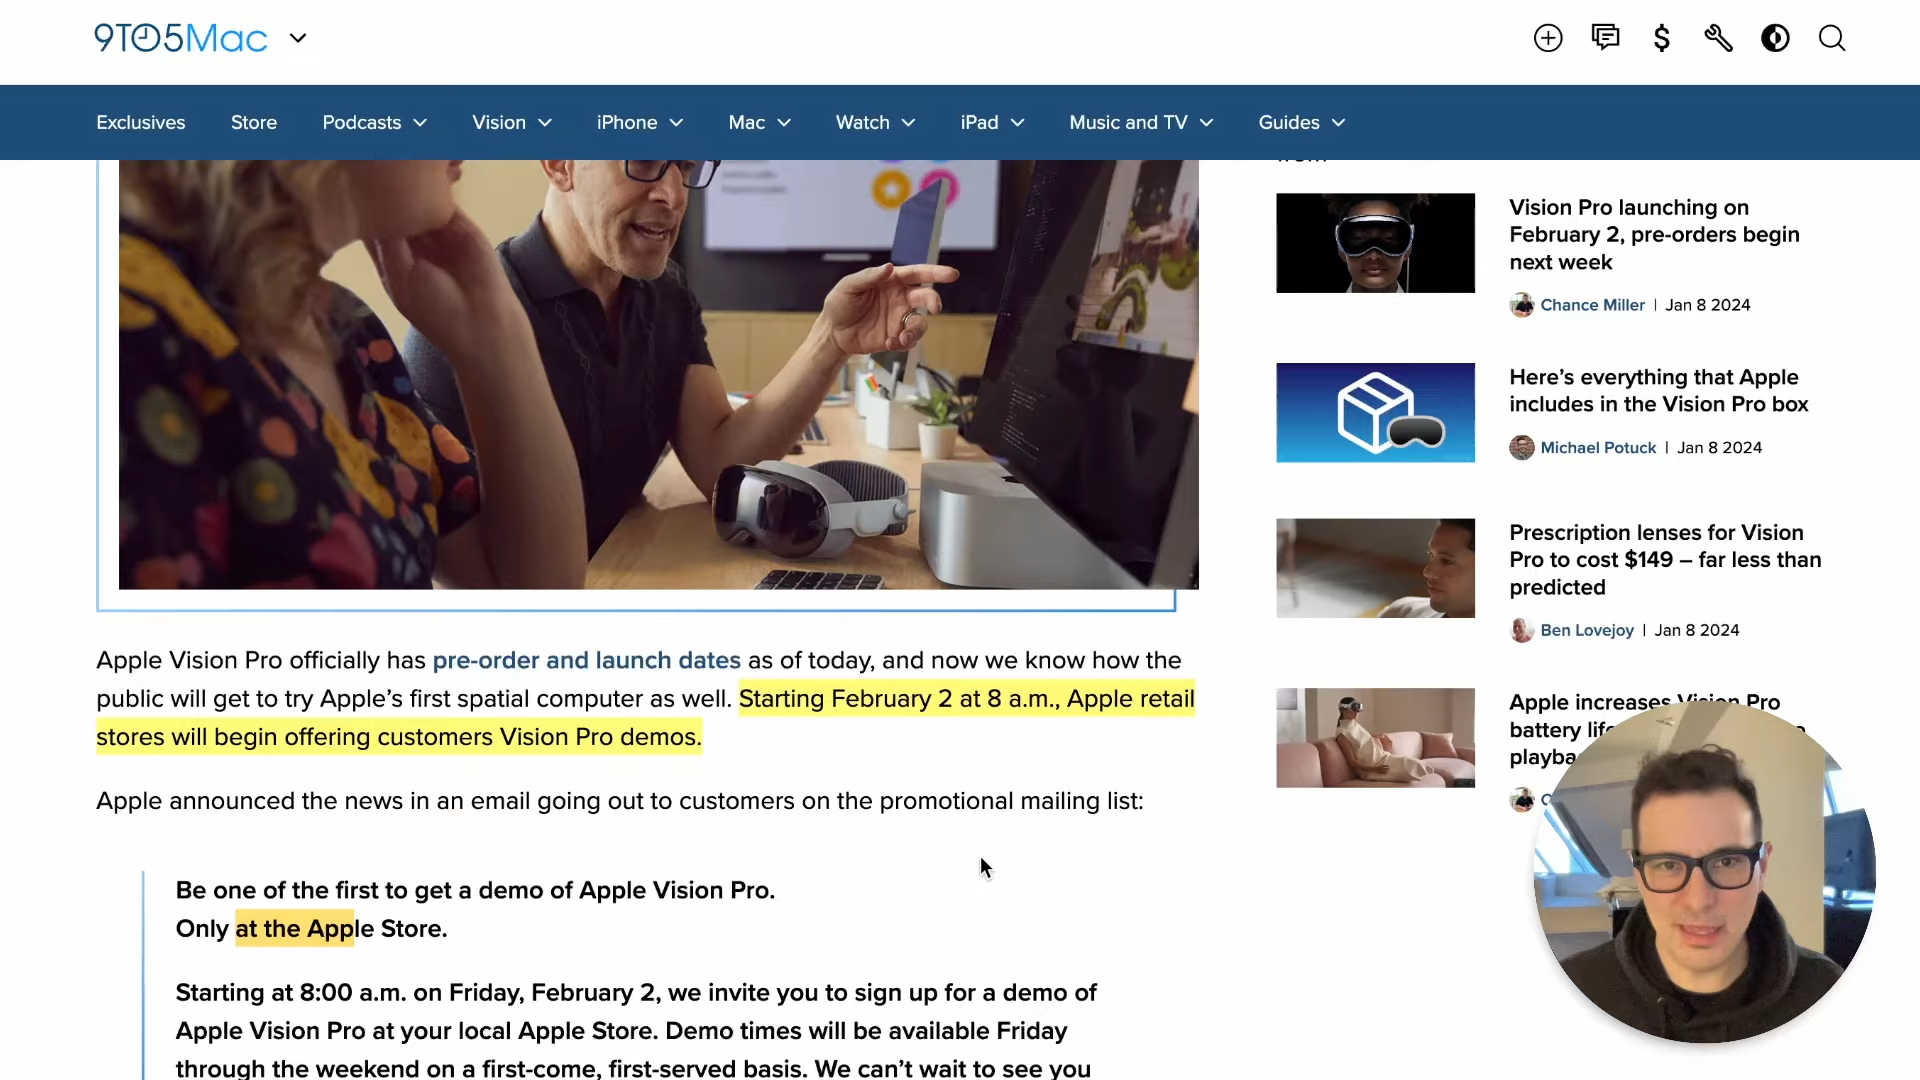 9TO5Mac
Exclusives
Store
Podcasts
Vision
iPhone
Mac
Watch
iPad
Music and TV
Guides
Vision Pro launching on
February 2, pre-orders begin
next week
Chance Miller | Jan 8 2024
Here’s everything that Apple
includes in the Vision Pro box
Michael Potuck | Jan 8 2024
Prescription lenses for Vision
Pro to cost $149 – far less than
predicted
Ben Lovejoy | Jan 8 2024
Apple increases Vision Pro
battery
Apple Vision Pro officially has pre-order and launch dates as of today, and now we know how the
public will get to try Apple’s first spatial computer as well. Starting February 2 at 8 a.m., Apple retail
stores will begin offering customers Vision Pro demos.
Apple announced the news in an email going out to customers on the promotional mailing list:
Be one of the first to get a demo of Apple Vision Pro.
Only at the Apple Store.
Starting at 8:00 a.m. on Friday, February 2, we invite you to sign up for a demo of
Apple Vision Pro at your local Apple Store. Demo times will be available Friday
through the weekend on a first-come, first-served basis. We can’t wait to see you